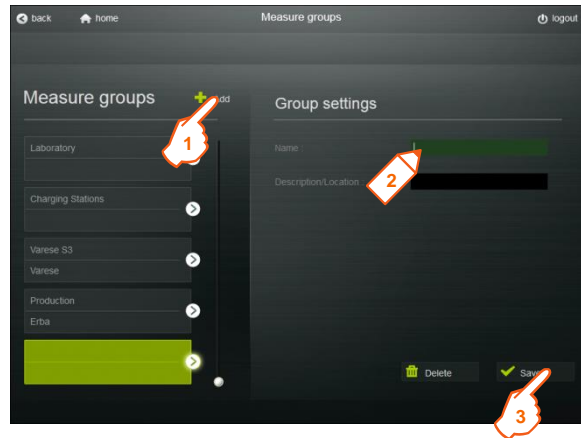 back
home
Measure groups
logout
Measure groups
dd
Group settings
1
Laboratory
Name :
2
Description/Location :
Charging Stations
Varese S3
Varese
Production
Erba
Delete
Save
3